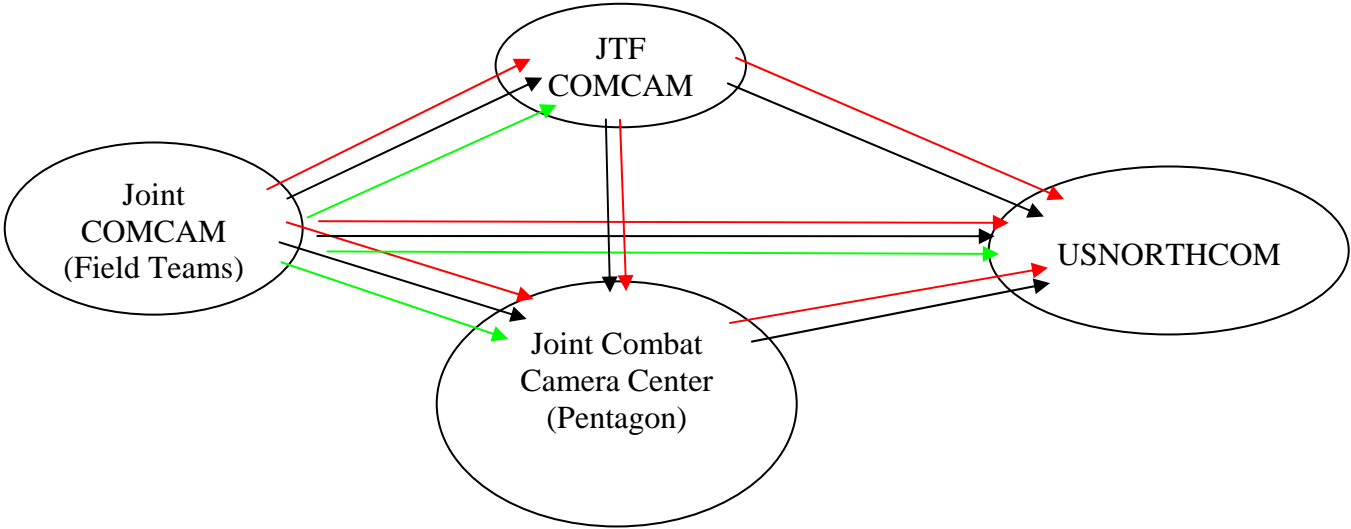 JTF
COMCAM
Joint
COMCAM
(Field Teams)
USNORTHCOM
Joint Combat
Camera Center
(Pentagon)